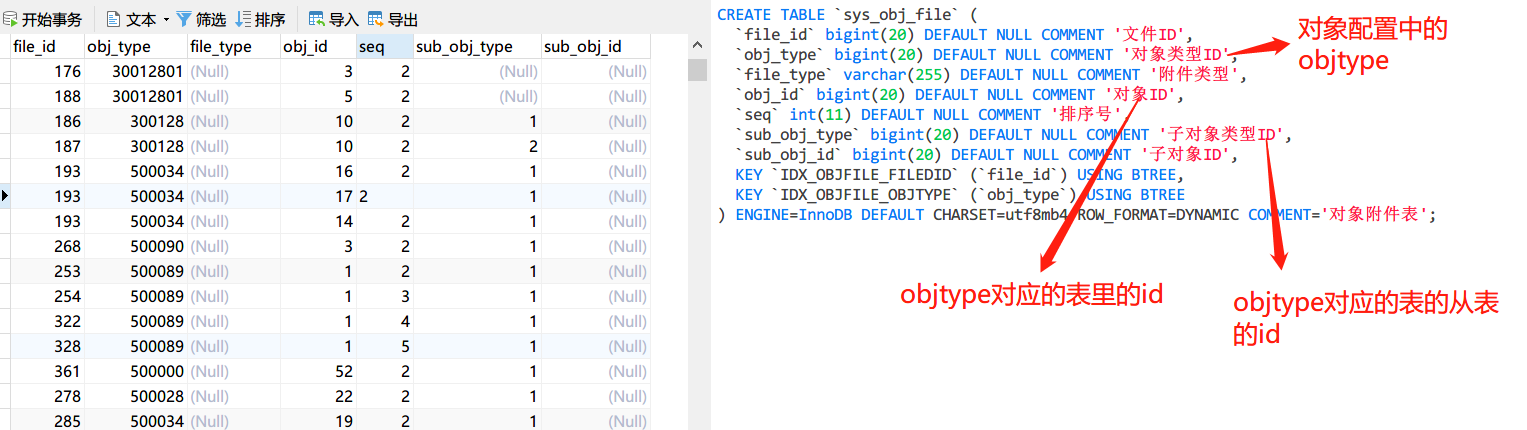 开始事务 文本 筛选 排序 导入 导出
file_id obj_type file_type obj_id seq sub_obj_type sub_obj_id
176 30012801 (Null) 3 2 (Null) (Null)
188 30012801 (Null) 5 2 (Null) (Null)
186 300128 (Null) 10 2 1 (Null)
187 300128 (Null) 10 2 2 (Null)
193 500034 (Null) 16 2 1 (Null)
193 500034 (Null) 17 2 1 (Null)
193 500034 (Null) 14 2 1 (Null)
268 500090 (Null) 3 2 1 (Null)
253 500089 (Null) 1 2 1 (Null)
254 500089 (Null) 1 3 1 (Null)
322 500089 (Null) 1 4 1 (Null)
328 500089 (Null) 1 5 1 (Null)
361 500000 (Null) 52 2 1 (Null)
278 500028 (Null) 22 2 1 (Null)
285 500034 (Null) 19 2 1 (Null)
CREATE TABLE `sys_obj_file` (
`file_id` bigint(20) DEFAULT NULL COMMENT '文件ID',
`obj_type` bigint(20) DEFAULT NULL COMMENT '对象类型ID',
`file_type` varchar(255) DEFAULT NULL COMMENT '附件类型',
`obj_id` bigint(20) DEFAULT NULL COMMENT '对象ID',
`seq` int(11) DEFAULT NULL COMMENT '排序号',
`sub_obj_type` bigint(20) DEFAULT NULL COMMENT '子对象类型ID',
`sub_obj_id` bigint(20) DEFAULT NULL COMMENT '子对象ID',
KEY `IDX_OBJFILE_FILEDID` (`file_id`) USING BTREE,
KEY `IDX_OBJFILE_OBJTYPE` (`obj_type`) USING BTREE
) ENGINE=InnoDB DEFAULT CHARSET=utf8mb4 ROW_FORMAT=DYNAMIC COMMENT='对象附件表';
对象配置中的
objtype
objtype对应的表里的id
objtype对应的表的从表
的id